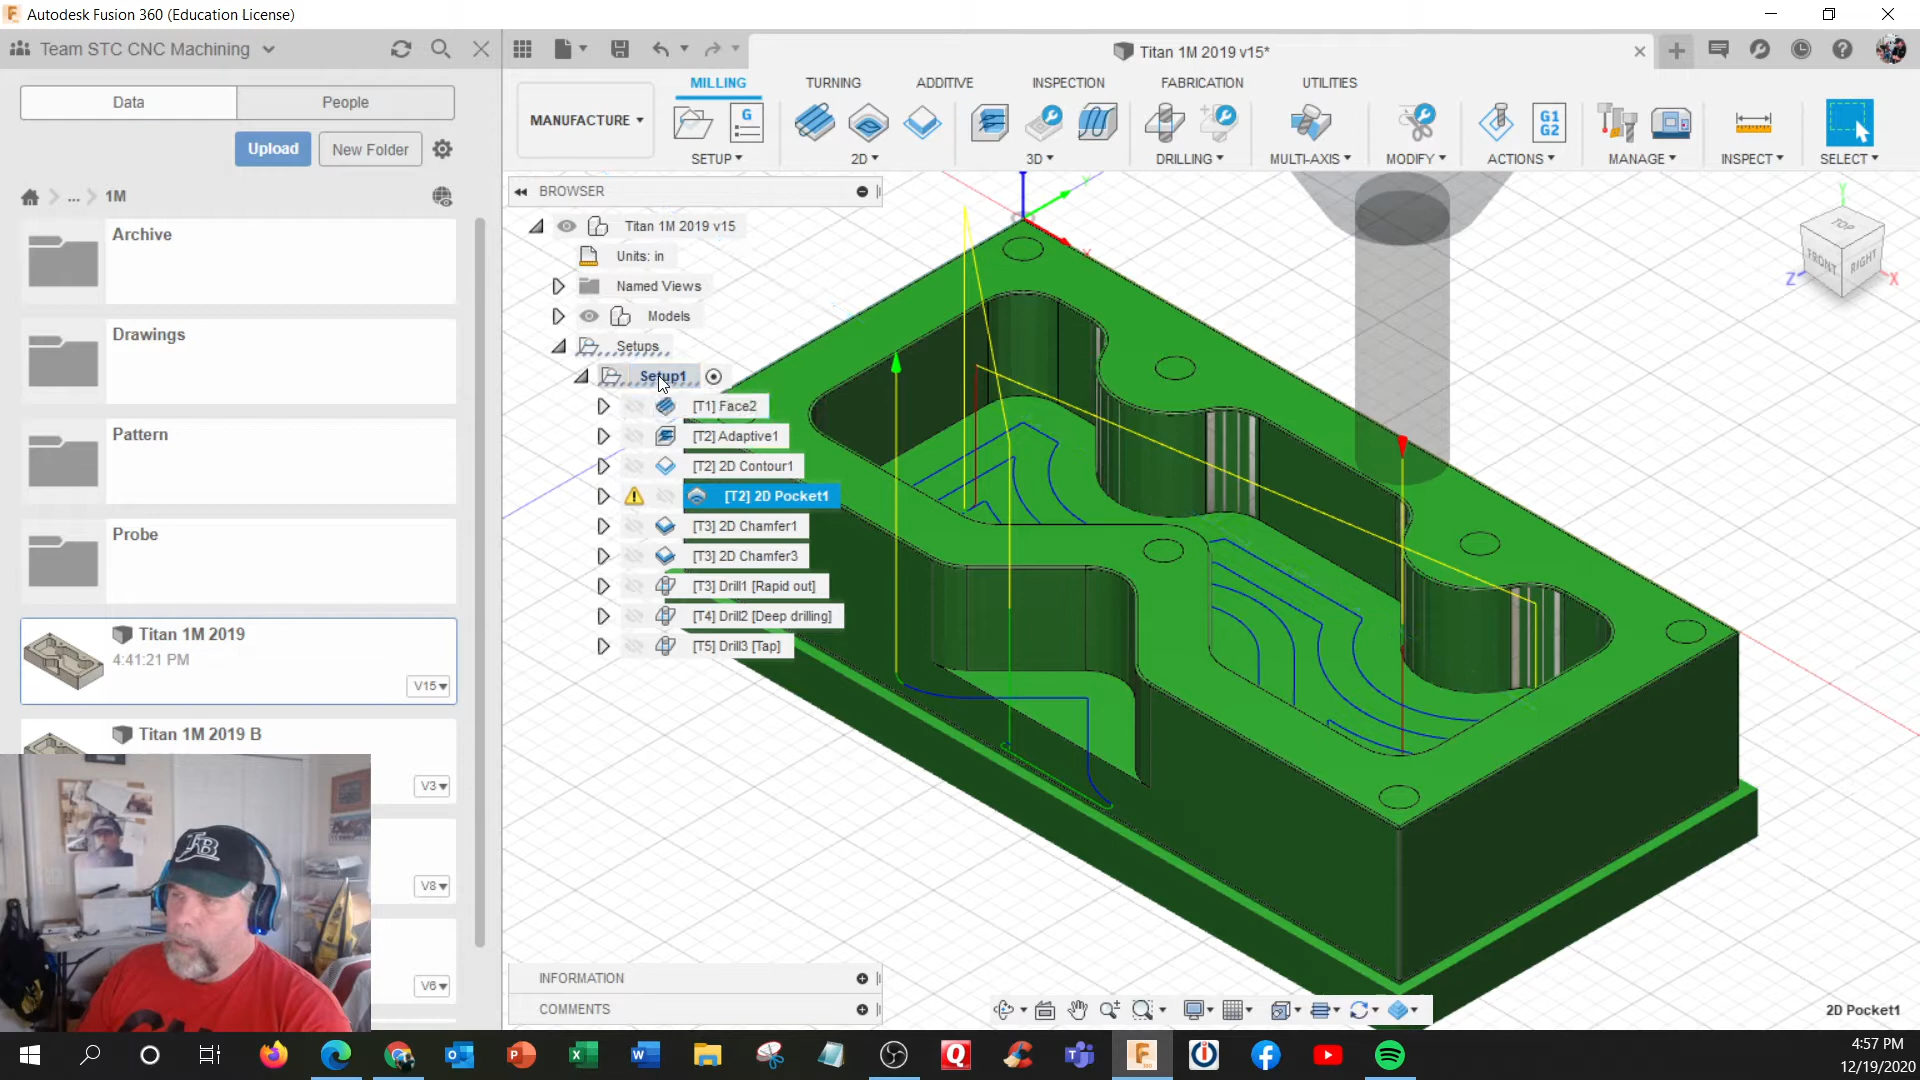 Autodesk Fusion 360 (Education License)
Team STC CNC Machining
Titan 1M 2019 v15*
Data
People
Upload
New Folder
... 1M
Archive
Drawings
Pattern
Probe
Titan 1M 2019
4:41:21 PM
V15
Titan 1M 2019 B
V3
V8
V6
MILLING
TURNING
ADDITIVE
INSPECTION
FABRICATION
UTILITIES
MANUFACTURE
SETUP
2D
3D
DRILLING
MULTI-AXIS
MODIFY
G1
G2
ACTIONS
MANAGE
INSPECT
SELECT
BROWSER
Titan 1M 2019 v15
Units: in
Named Views
Models
Setups
Setup1
[T1] Face2
[T2] Adaptive1
[T2] 2D Contour1
[T2] 2D Pocket1
[T3] 2D Chamfer1
[T3] 2D Chamfer3
[T3] Drill1 [Rapid out]
[T4] Drill2 [Deep drilling]
[T5] Drill3 [Tap]
Y
X
Y
TOP
FRONT
RIGHT
Z
X
INFORMATION
COMMENTS
2D Pocket1
4:57 PM
12/19/2020